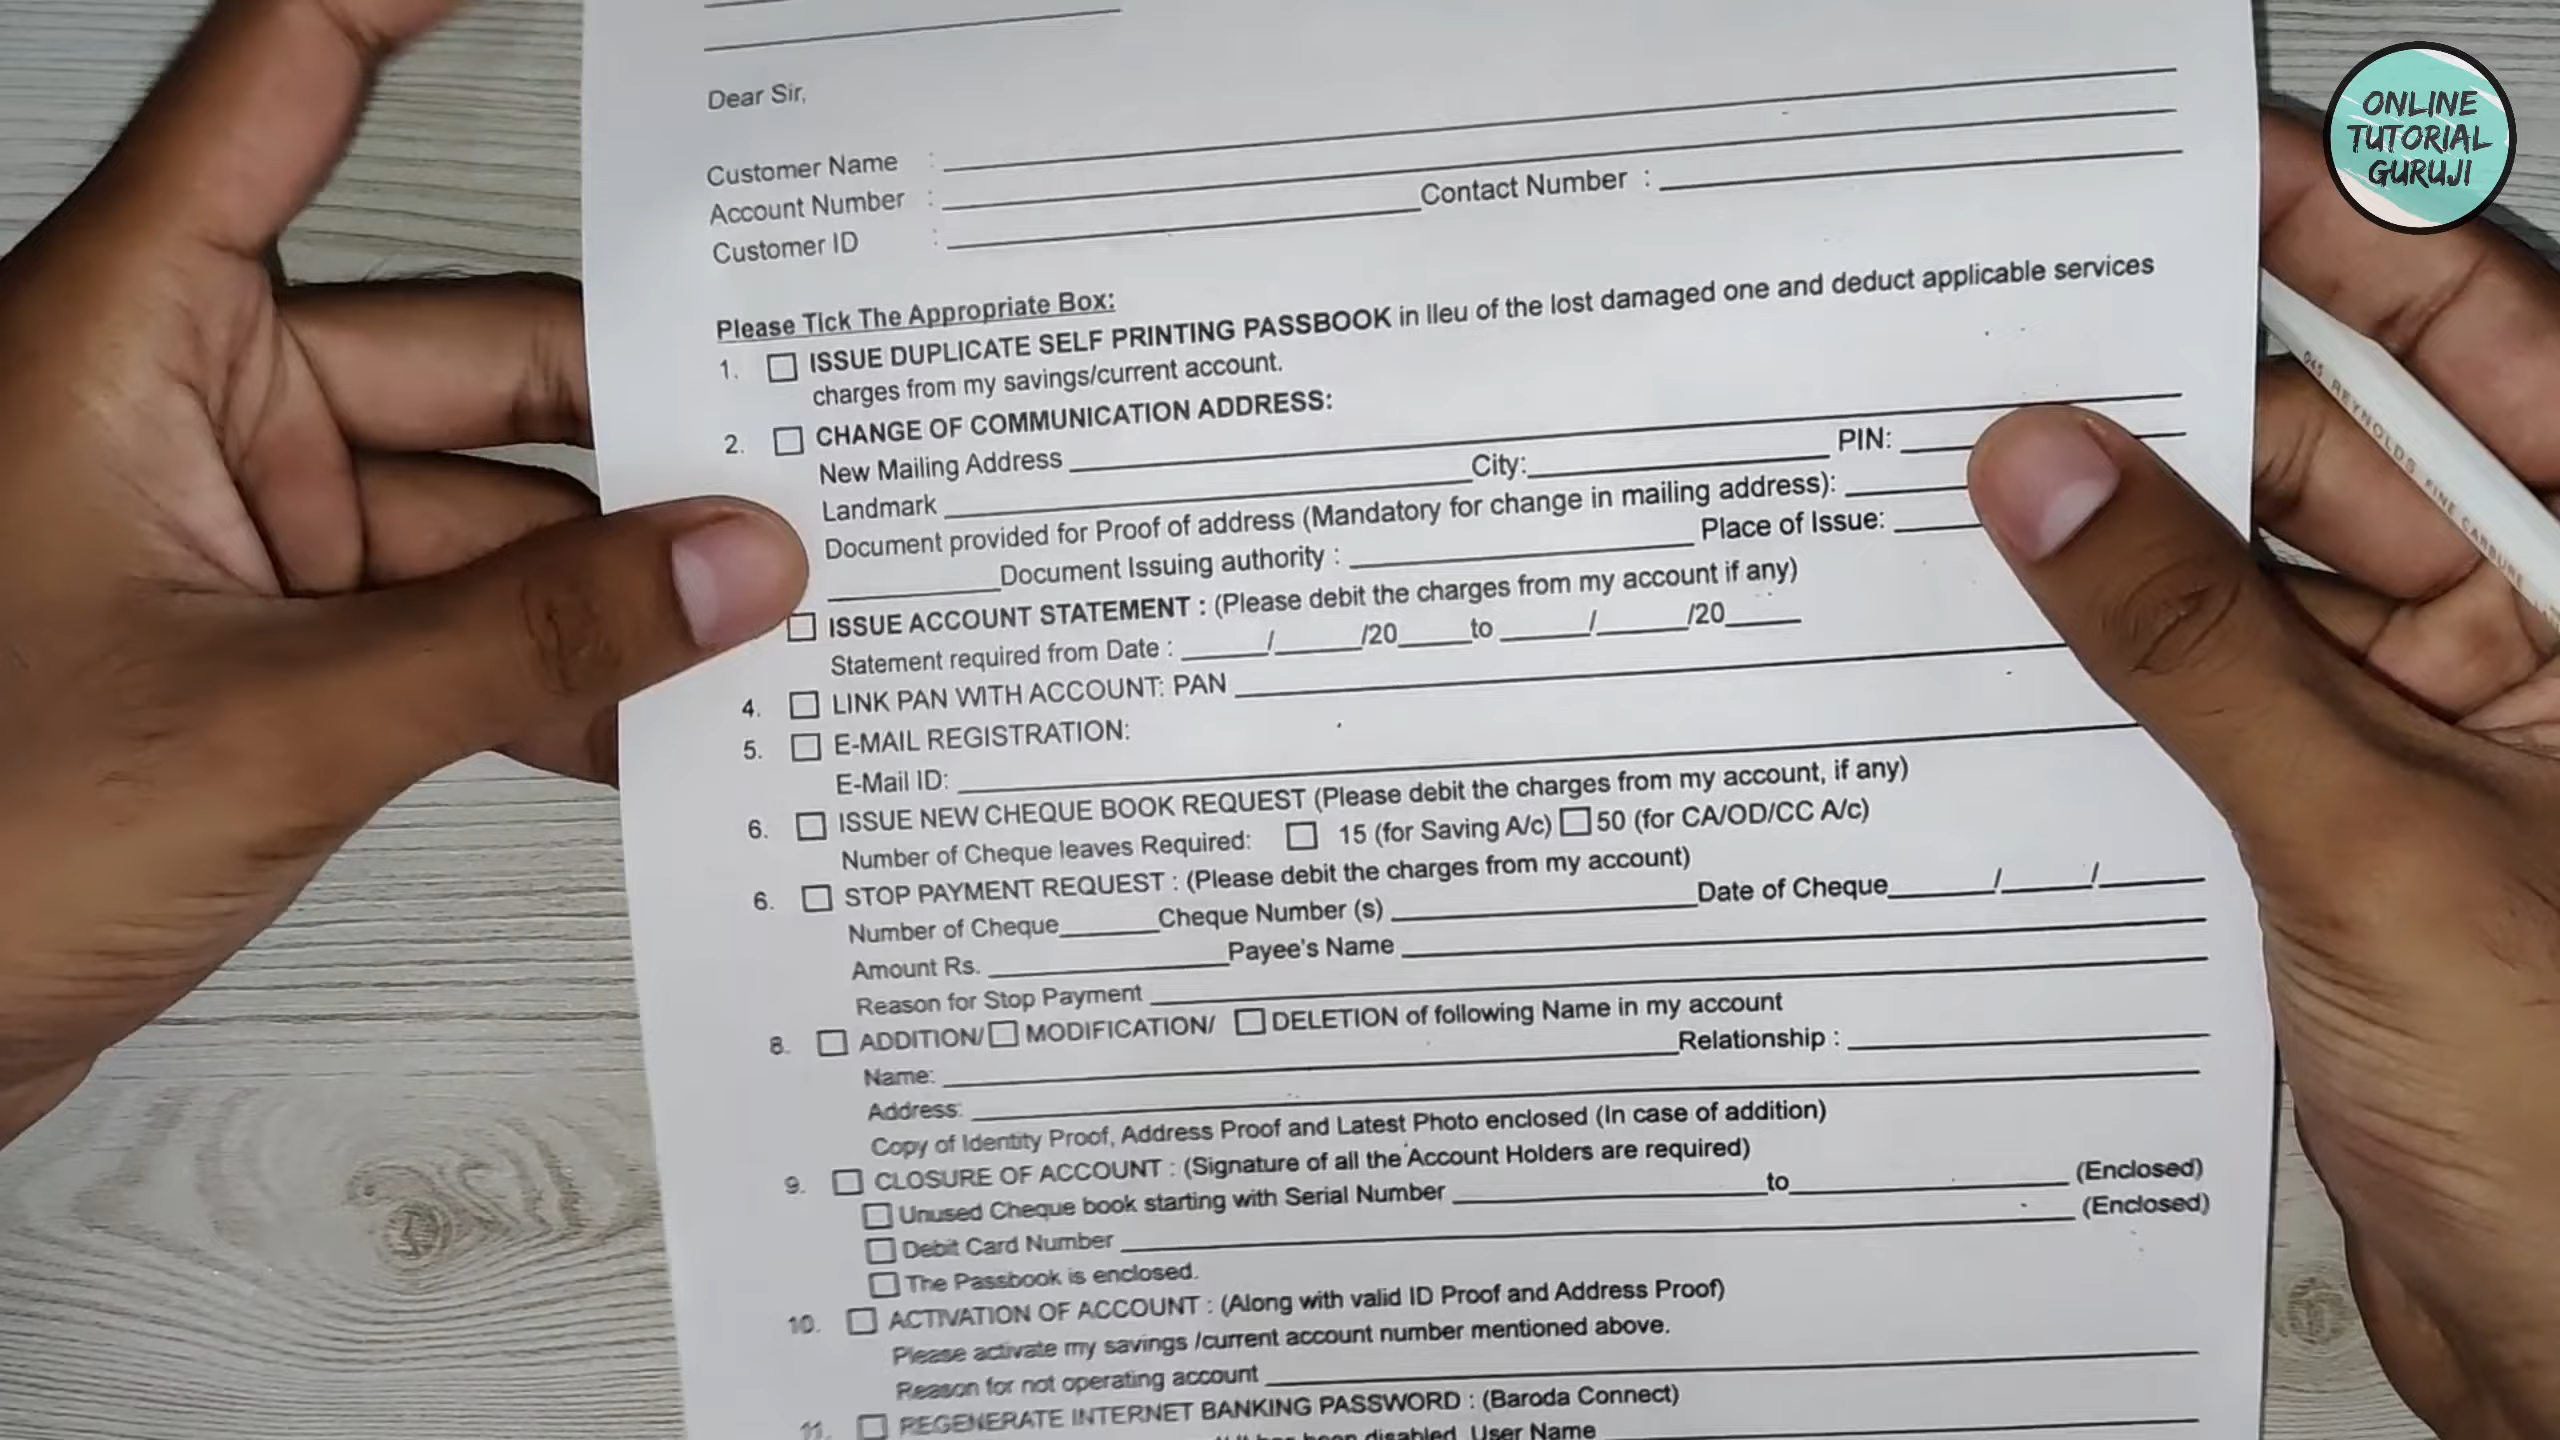 ONLINE
TUTORIAL
GURUJI
Dear Sir,
Customer Name :
Account Number :
Customer ID : Contact Number :
Please Tick The Appropriate Box:
1. ISSUE DUPLICATE SELF PRINTING PASSBOOK in lieu of the lost damaged one and deduct applicable services
charges from my savings/current account.
2. CHANGE OF COMMUNICATION ADDRESS:
New Mailing Address
Landmark City: PIN:
Document provided for Proof of address (Mandatory for change in mailing address):
Document Issuing authority : Place of Issue:
ISSUE ACCOUNT STATEMENT : (Please debit the charges from my account if any)
Statement required from Date : / /20 to / /20
4. LINK PAN WITH ACCOUNT: PAN
5. E-MAIL REGISTRATION:
E-Mail ID:
6. ISSUE NEW CHEQUE BOOK REQUEST (Please debit the charges from my account, if any)
Number of Cheque leaves Required: 15 (for Saving A/c) 50 (for CA/OD/CC A/c)
6. STOP PAYMENT REQUEST : (Please debit the charges from my account)
Number of Cheque Cheque Number (s) Date of Cheque / /
Amount Rs. Payee's Name
Reason for Stop Payment
8. ADDITION/ MODIFICATION/ DELETION of following Name in my account
Name: Relationship :
Address:
Copy of Identity Proof, Address Proof and Latest Photo enclosed (In case of addition)
9. CLOSURE OF ACCOUNT : (Signature of all the Account Holders are required)
Unused Cheque book starting with Serial Number to (Enclosed)
Debit Card Number (Enclosed)
The Passbook is enclosed.
10. ACTIVATION OF ACCOUNT : (Along with valid ID Proof and Address Proof)
Please activate my savings /current account number mentioned above.
Reason for not operating account
11. REGENERATE INTERNET BANKING PASSWORD : (Baroda Connect)
been disabled. User Name
045 REYNOLDS FINE CARBURE